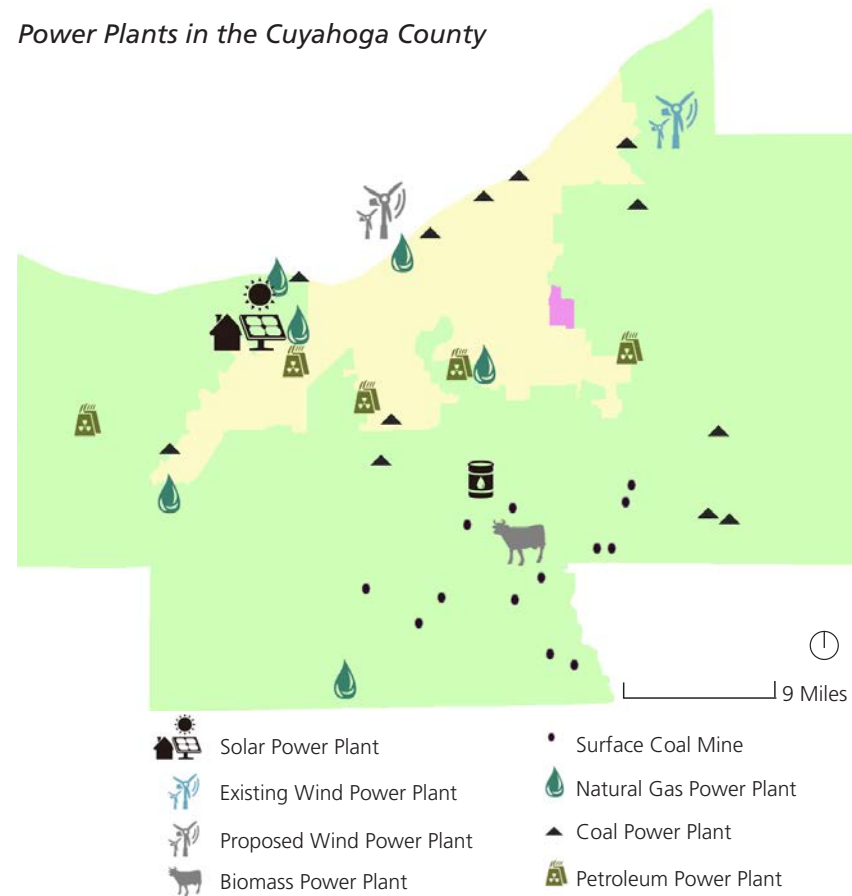 Power Plants in the Cuyahoga County
9 Miles
Solar Power Plant
Existing Wind Power Plant
Proposed Wind Power Plant
Biomass Power Plant
Surface Coal Mine
Natural Gas Power Plant
Coal Power Plant
Petroleum Power Plant